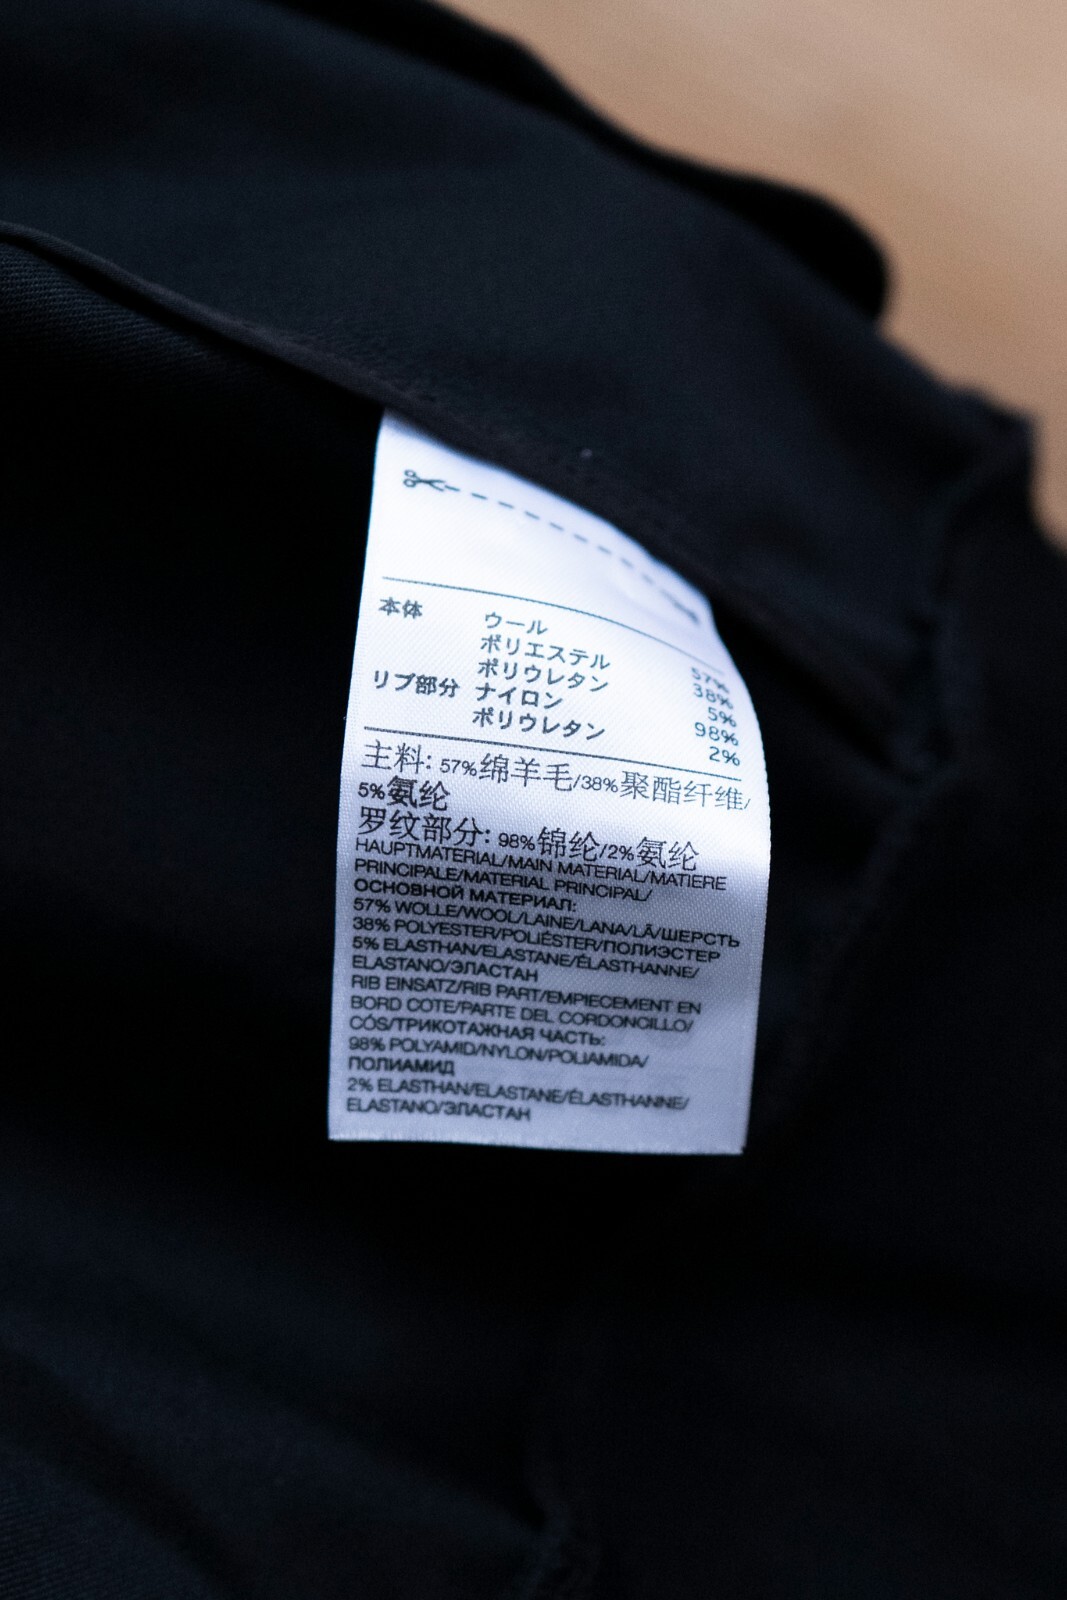 本体 ウール 57%
ポリエステル 38%
ポリウレタン 5%
リブ部分 ナイロン 98%
ポリウレタン 2%
主料: 57%绵羊毛/38%聚酯纤维/
5%氨纶
罗纹部分: 98%锦纶/2%氨纶
HAUPTMATERIAL/MAIN MATERIAL/MATIERE
PRINCIPALE/MATERIAL PRINCIPAL/
ОСНОВНОЙ МАТЕРИАЛ:
57% WOLLE/WOOL/LAINE/LANA/LÃ/ШЕРСТЬ
38% POLYESTER/POLIÉSTER/ПОЛИЭСТЕР
5% ELASTHAN/ELASTANE/ÉLASTHANNE/
ELASTANO/ЭЛАСТАН
RIB EINSATZ/RIB PART/EMPIECEMENT EN
BORD COTE/PARTE DEL CORDONCILLO/
CÓS/ТРИКОТАЖНАЯ ЧАСТЬ:
98% POLYAMID/NYLON/POLIAMIDA/
ПОЛИАМИД
2% ELASTHAN/ELASTANE/ÉLASTHANNE/
ELASTANO/ЭЛАСТАН